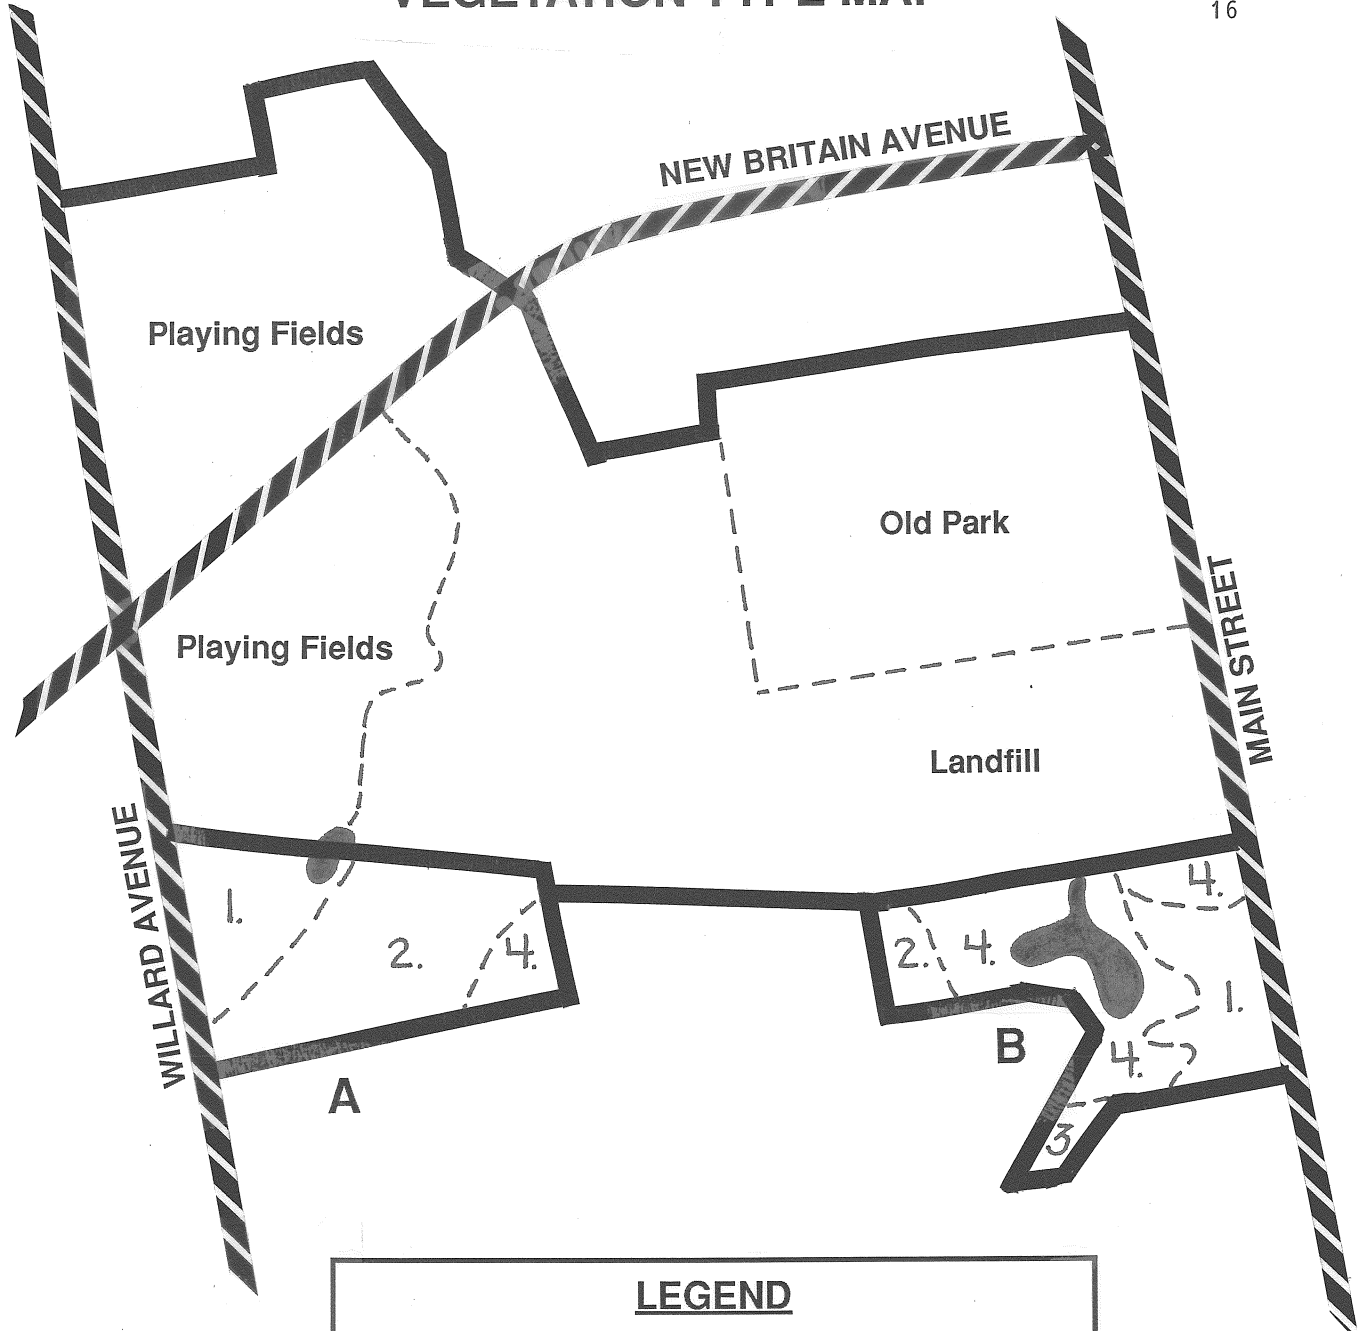 VEGETATION TYPE MAP
16
NEW BRITAIN AVENUE
Playing Fields
Old Park
MAIN STREET
Playing Fields
Landfill
WILLARD AVENUE
1.
2.
4.
2.
4.
4.
1.
A
B
4.
3
LEGEND